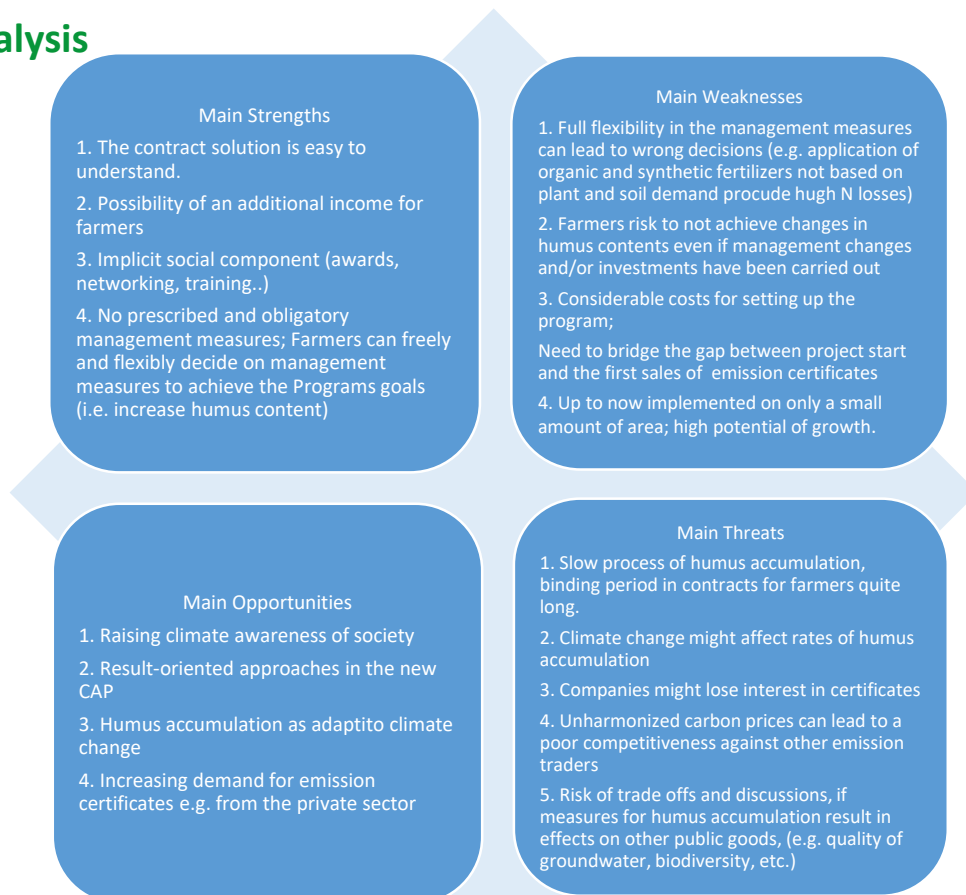 alysis
Main Strengths
1. The contract solution is easy to
understand.
2. Possibility of an additional income for
farmers
3. Implicit social component (awards,
networking, training..)
4. No prescribed and obligatory
management measures; Farmers can freely
and flexibly decide on management
measures to achieve the Programs goals
(i.e. increase humus content)
Main Weaknesses
1. Full flexibility in the management measures
can lead to wrong decisions (e.g. application of
organic and synthetic fertilizers not based on
plant and soil demand procude hugh N losses)
2. Farmers risk to not achieve changes in
humus contents even if management changes
and/or investments have been carried out
3. Considerable costs for setting up the
program;
Need to bridge the gap between project start
and the first sales of emission certificates
4. Up to now implemented on only a small
amount of area; high potential of growth.
Main Opportunities
1. Raising climate awareness of society
2. Result-oriented approaches in the new
CAP
3. Humus accumulation as adaptito climate
change
4. Increasing demand for emission
certificates e.g. from the private sector
Main Threats
1. Slow process of humus accumulation,
binding period in contracts for farmers quite
long.
2. Climate change might affect rates of humus
accumulation
3. Companies might lose interest in certificates
4. Unharmonized carbon prices can lead to a
poor competitiveness against other emission
traders
5. Risk of trade offs and discussions, if
measures for humus accumulation result in
effects on other public goods, (e.g. quality of
groundwater, biodiversity, etc.)